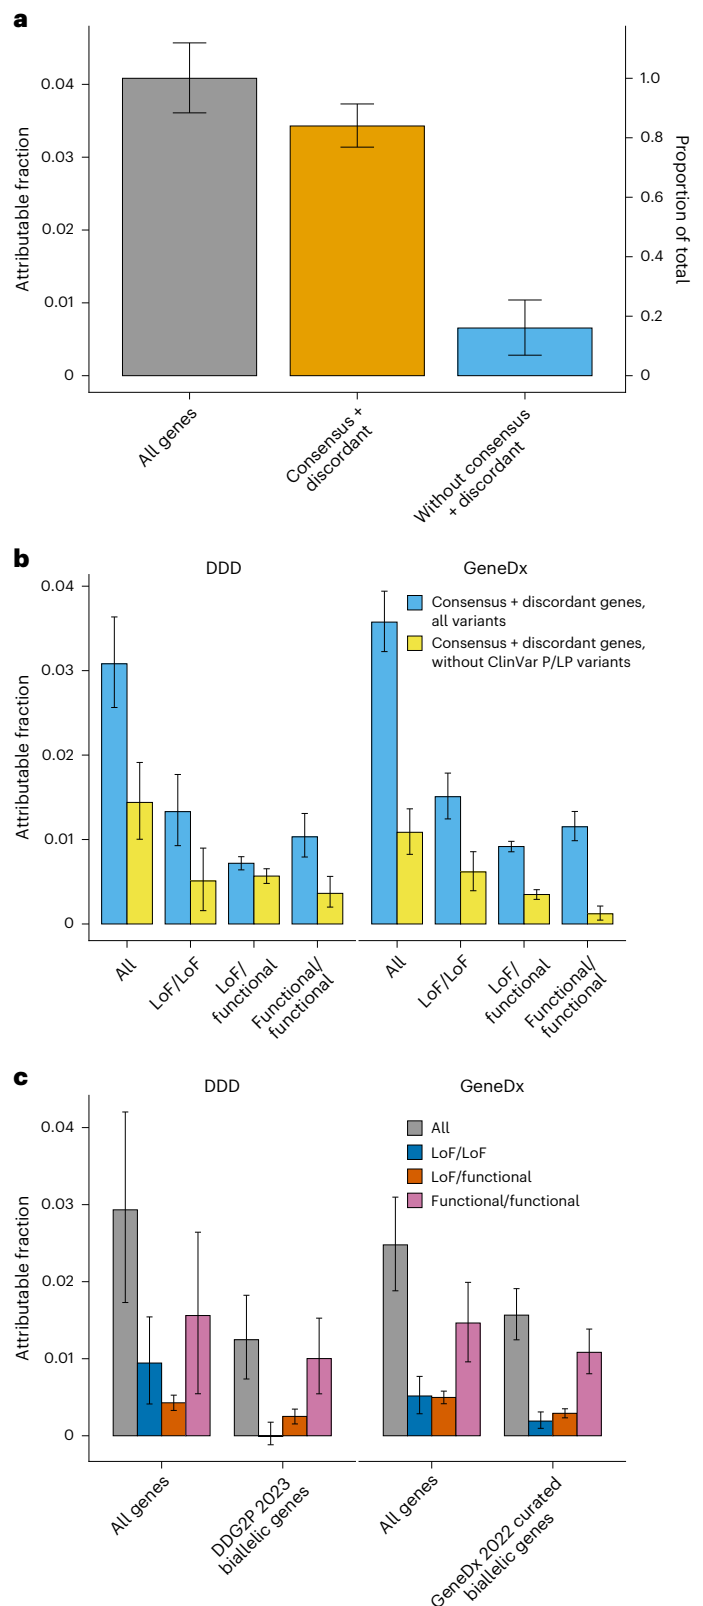 a
Attributable fraction
0.04
0.03
0.02
0.01
0
1.0
0.8
0.6
0.4
0.2
0
Proportion of total
All genes
Consensus +
discordant
Without consensus
+ discordant
b
DDD
GeneDx
Attributable fraction
0.04
0.03
0.02
0.01
0
Consensus + discordant genes,
all variants
Consensus + discordant genes,
without ClinVar P/LP variants
All
LoF/LoF
LoF/
functional
Functional/
functional
All
LoF/LoF
LoF/
functional
Functional/
functional
c
DDD
GeneDx
Attributable fraction
0.04
0.03
0.02
0.01
0
All
LoF/LoF
LoF/functional
Functional/functional
All genes
DDG2P 2023
biallelic genes
All genes
GeneDx 2022 curated
biallelic genes